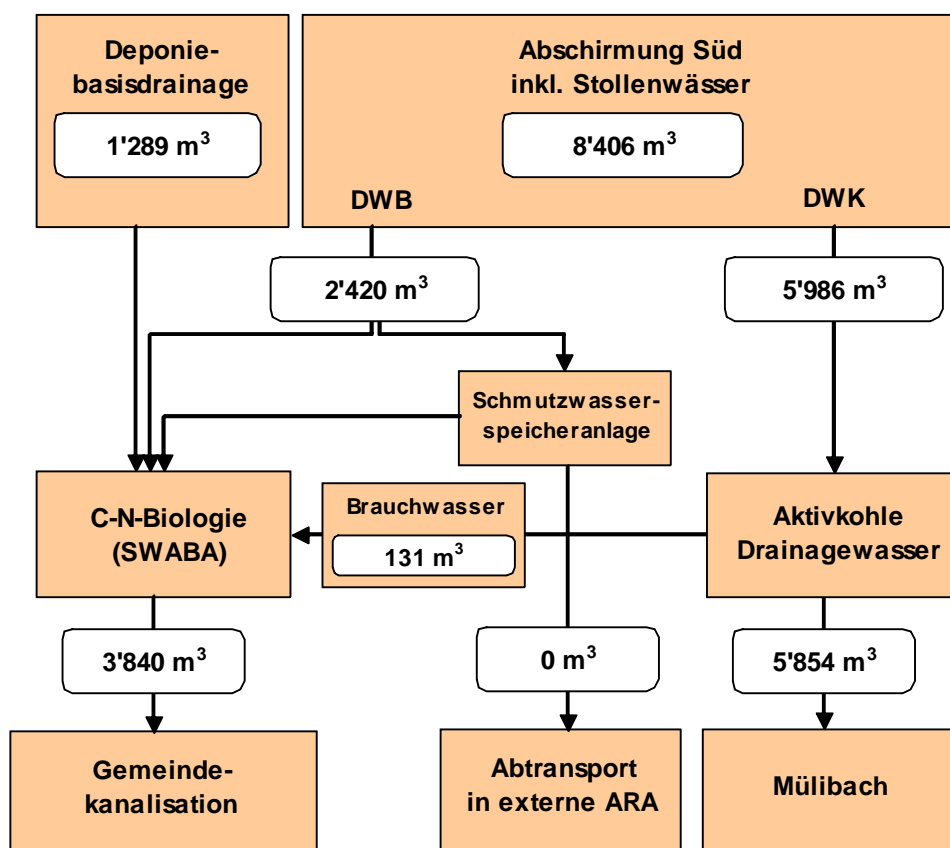 Deponie-
basisdrainage
1'289 m³
Abschirmung Süd
inkl. Stollenwässer
8'406 m³
DWB
DWK
2'420 m³
5'986 m³
Schmutzwasser-
speicheranlage
C-N-Biologie
(SWABA)
Brauchwasser
131 m³
Aktivkohle
Drainagewasser
3'840 m³
0 m³
5'854 m³
Gemeinde-
kanalisation
Abtransport
in externe ARA
Mülibach